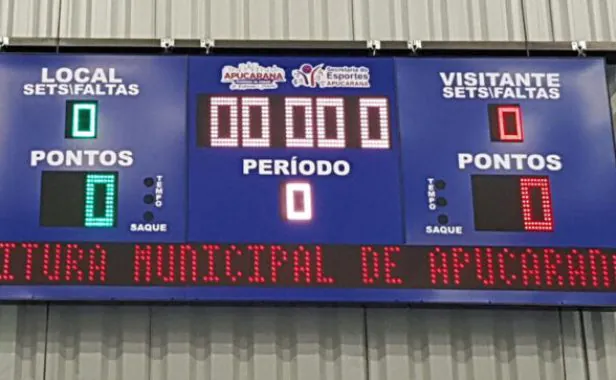 LOCAL
SETS\FALTAS
0
PONTOS
0
TEMPO
SAQUE
APUCARANA
Secretaria de
Esportes
APUCARANA
00 00 0
PERÍODO
0
VISITANTE
SETS\FALTAS
0
PONTOS
0
TEMPO
SAQUE
ITURA MUNICIPAL DE APUCARANA